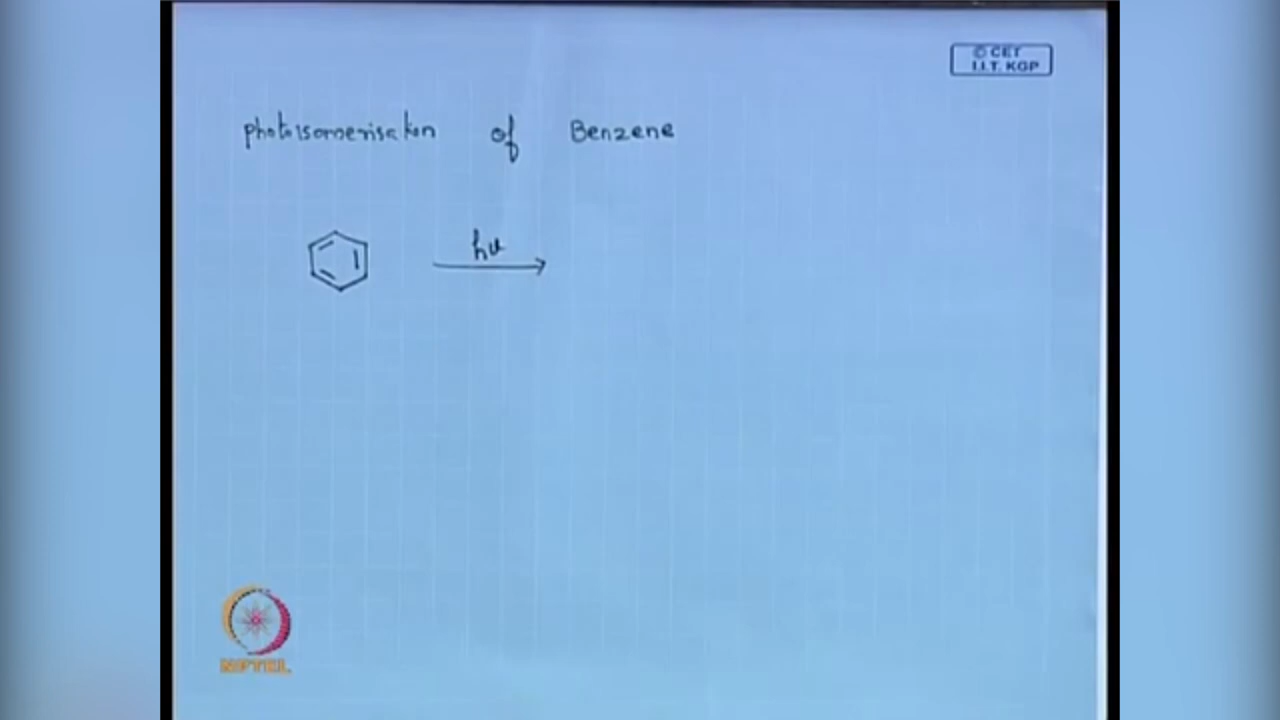 © CET
I.I.T. KGP
photoisomerisation of Benzene
hν
NPTEL